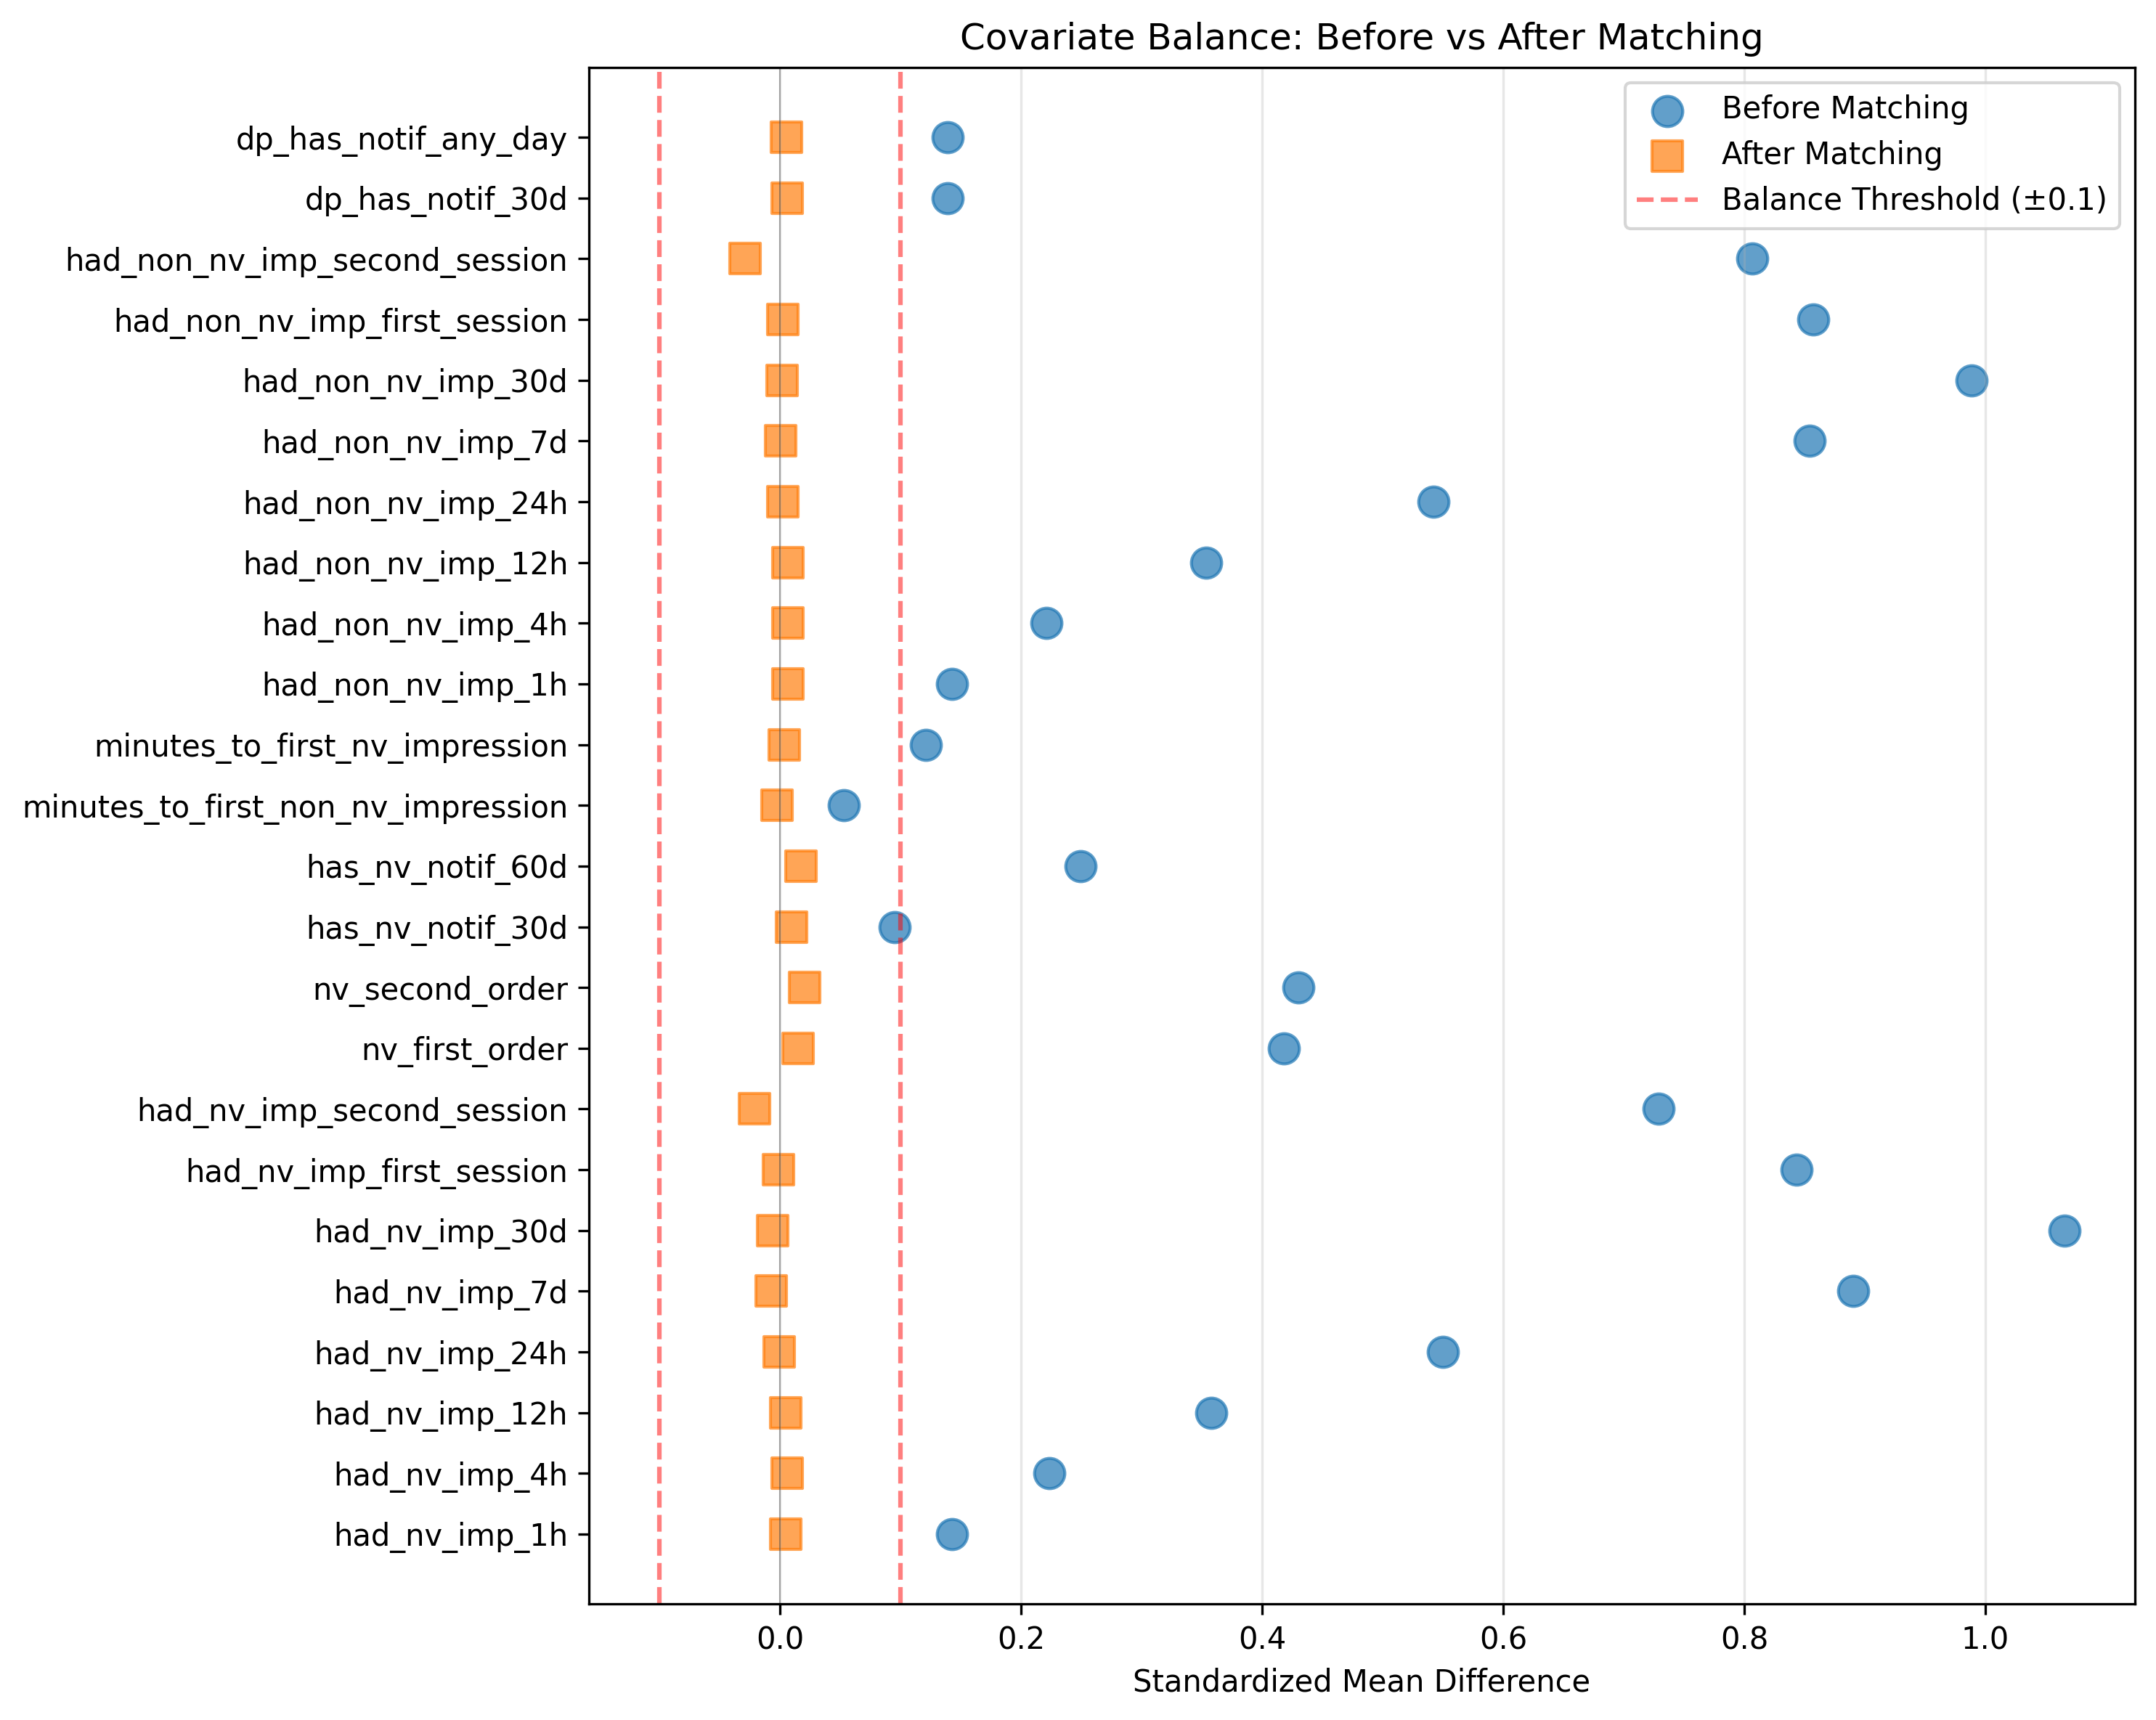 Covariate Balance: Before vs After Matching
Before Matching
After Matching
Balance Threshold (±0.1)
dp_has_notif_any_day
dp_has_notif_30d
had_non_nv_imp_second_session
had_non_nv_imp_first_session
had_non_nv_imp_30d
had_non_nv_imp_7d
had_non_nv_imp_24h
had_non_nv_imp_12h
had_non_nv_imp_4h
had_non_nv_imp_1h
minutes_to_first_nv_impression
minutes_to_first_non_nv_impression
has_nv_notif_60d
has_nv_notif_30d
nv_second_order
nv_first_order
had_nv_imp_second_session
had_nv_imp_first_session
had_nv_imp_30d
had_nv_imp_7d
had_nv_imp_24h
had_nv_imp_12h
had_nv_imp_4h
had_nv_imp_1h
0.0 0.2 0.4 0.6 0.8 1.0
Standardized Mean Difference